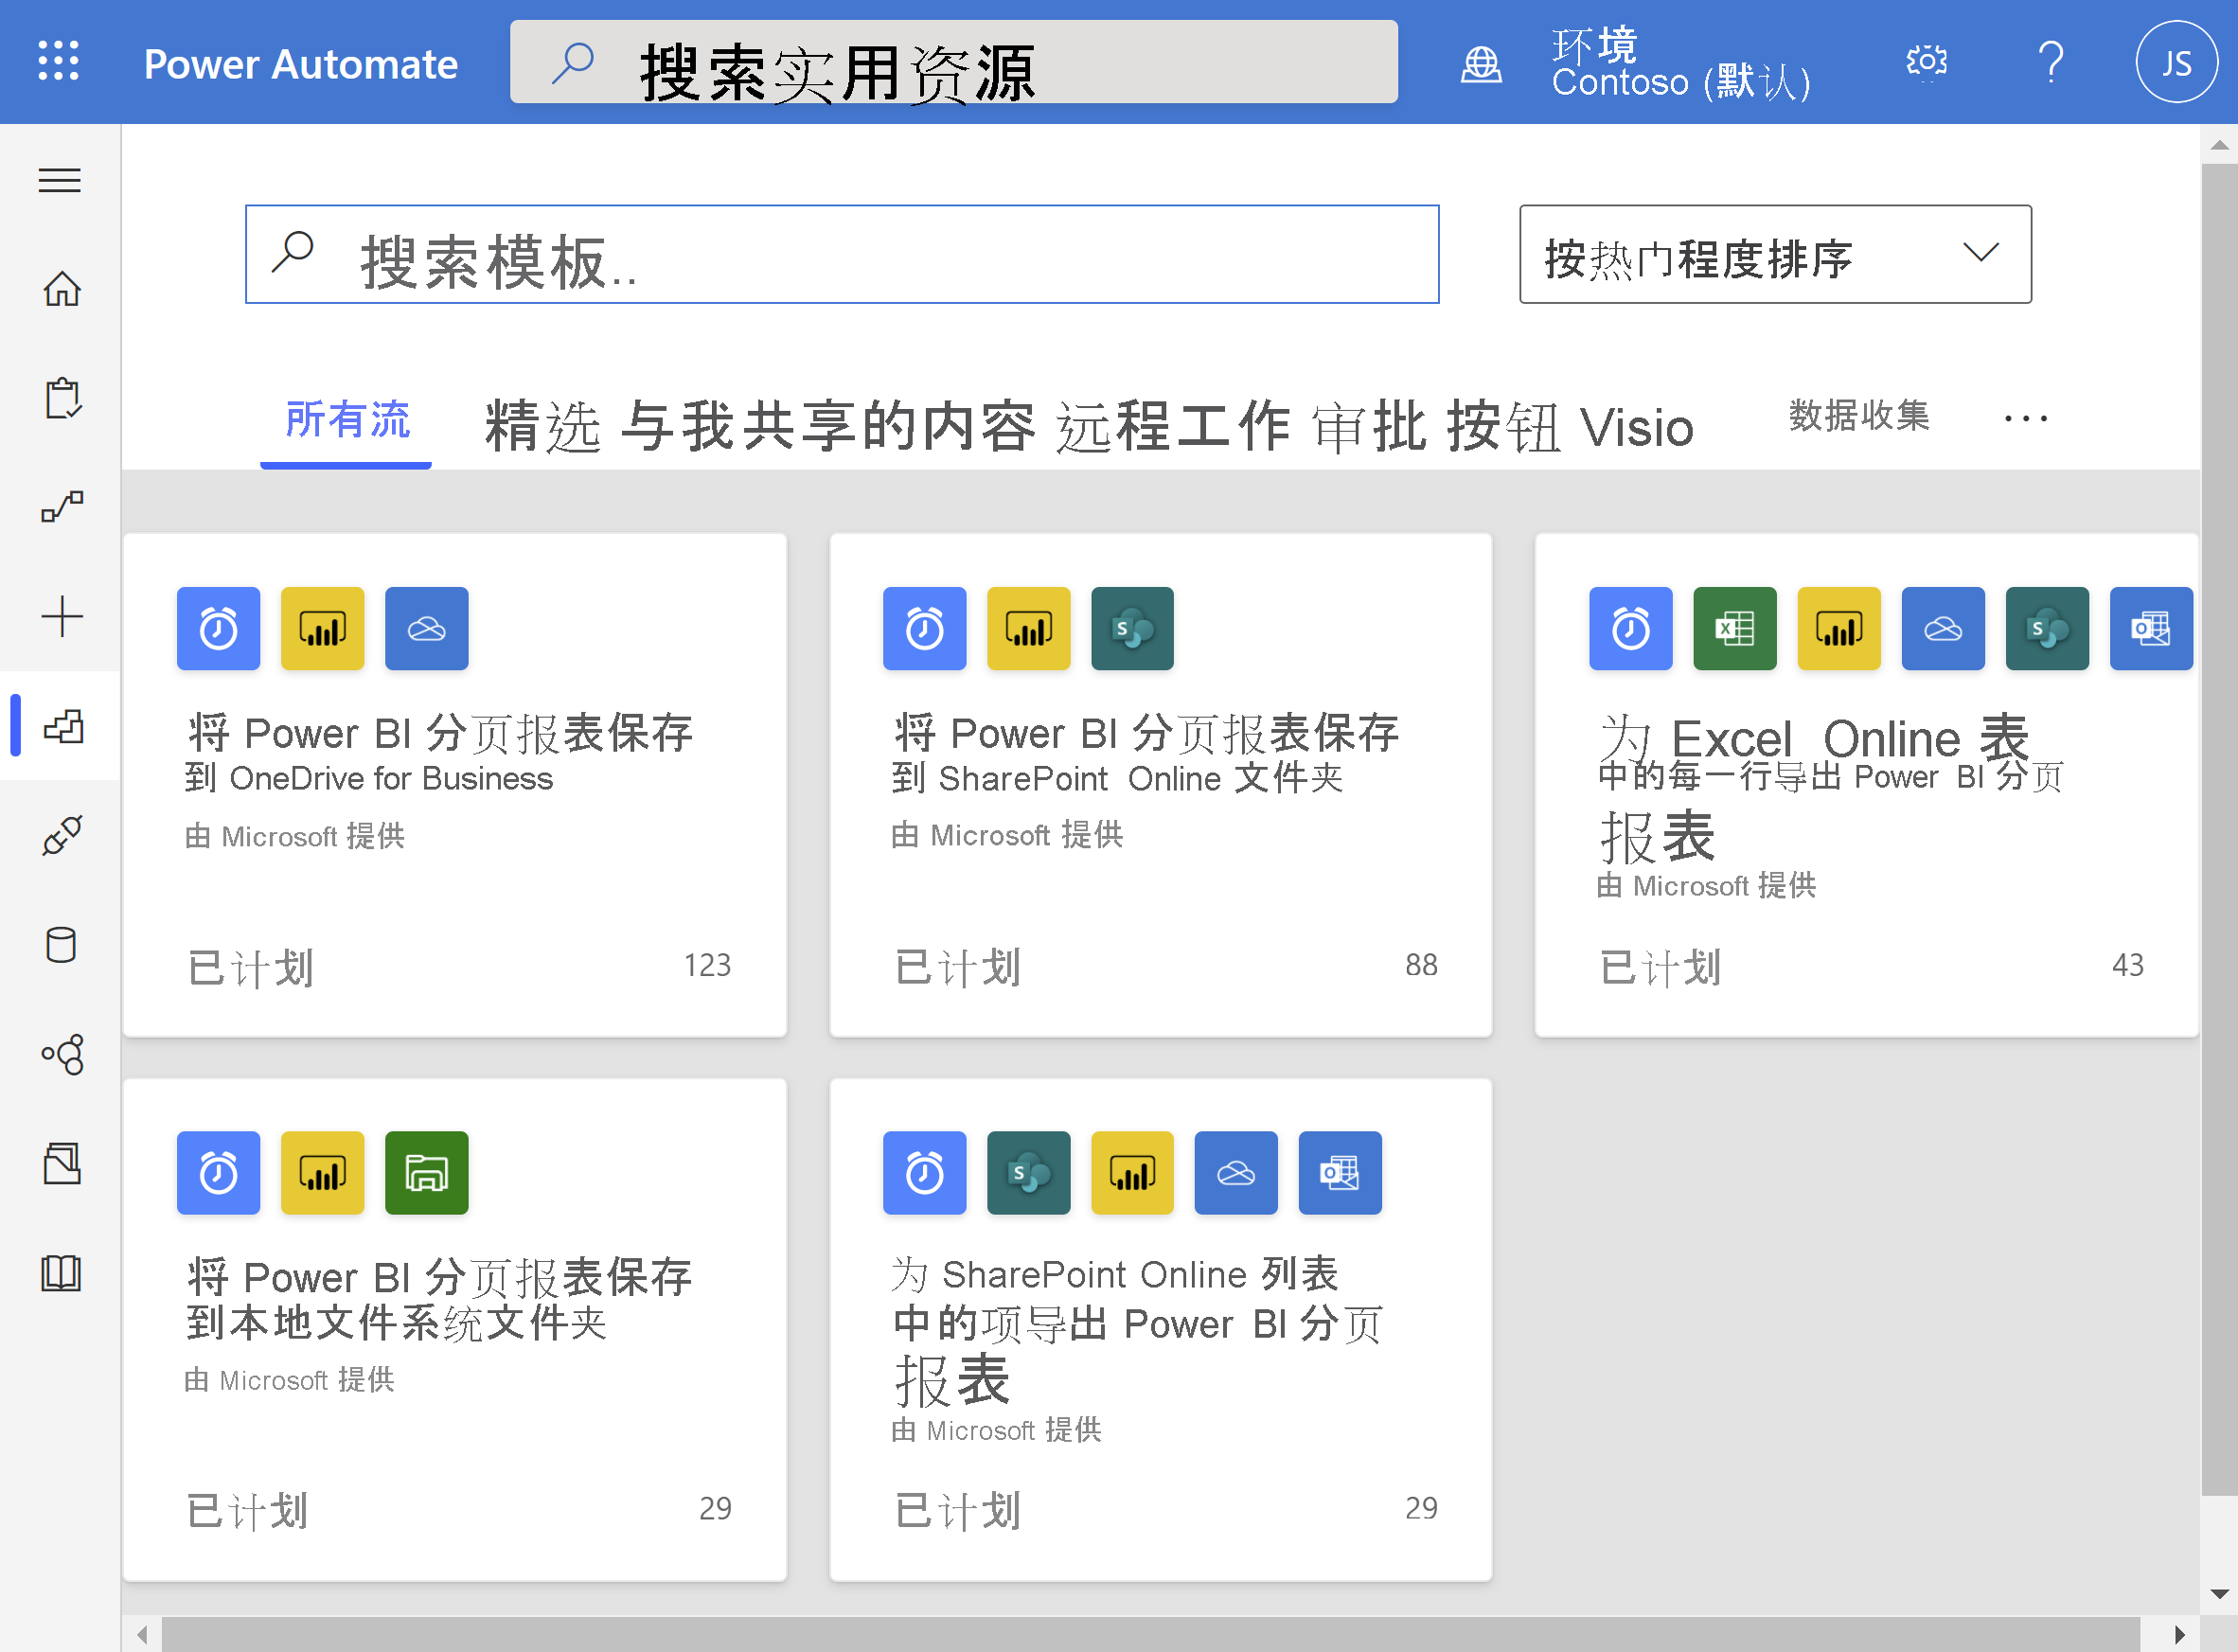 Power Automate
搜索实用资源
环境
Contoso (默认)
JS
搜索模板..
按热门程度排序
所有流 精选 与我共享的内容 远程工作 审批 按钮 Visio 数据收集 ...
将 Power BI 分页报表保存
到 OneDrive for Business
由 Microsoft 提供
已计划 123
将 Power BI 分页报表保存
到 SharePoint Online 文件夹
由 Microsoft 提供
已计划 88
为 Excel Online 表
中的每一行导出 Power BI 分页
报表
由 Microsoft 提供
已计划 43
将 Power BI 分页报表保存
到本地文件系统文件夹
由 Microsoft 提供
已计划 29
为 SharePoint Online 列表
中的项导出 Power BI 分页
报表
由 Microsoft 提供
已计划 29